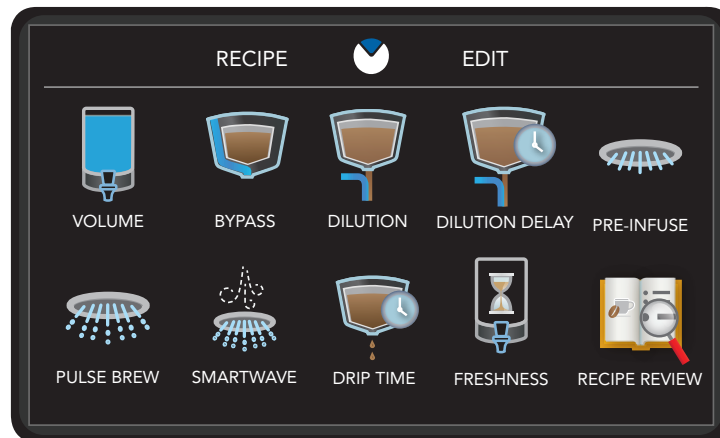 RECIPE EDIT
VOLUME BYPASS DILUTION DILUTION DELAY PRE-INFUSE
PULSE BREW SMARTWAVE DRIP TIME FRESHNESS RECIPE REVIEW